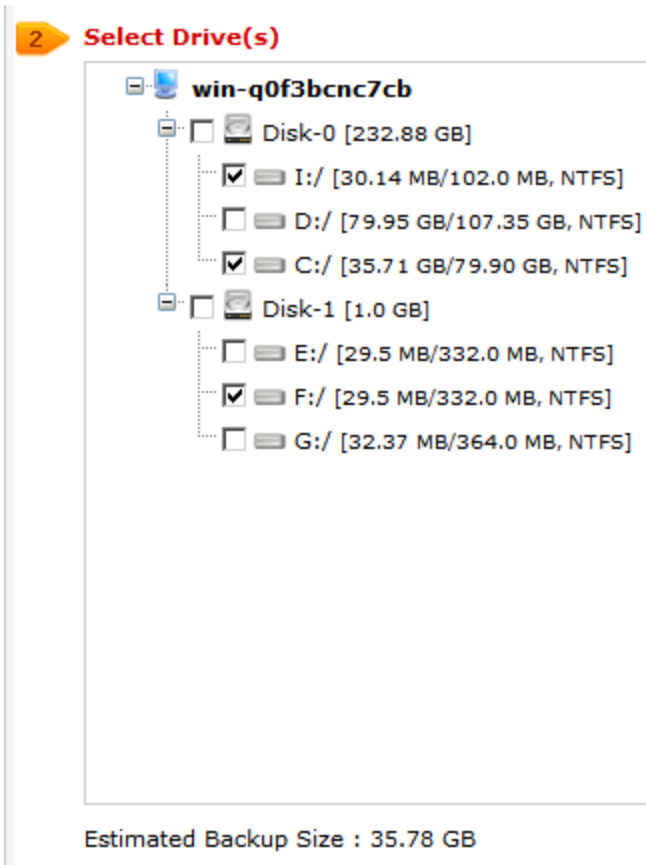 2
Select Drive(s)
win-q0f3bcnc7cb
Disk-0 [232.88 GB]
I:/ [30.14 MB/102.0 MB, NTFS]
D:/ [79.95 GB/107.35 GB, NTFS]
C:/ [35.71 GB/79.90 GB, NTFS]
Disk-1 [1.0 GB]
E:/ [29.5 MB/332.0 MB, NTFS]
F:/ [29.5 MB/332.0 MB, NTFS]
G:/ [32.37 MB/364.0 MB, NTFS]
Estimated Backup Size : 35.78 GB